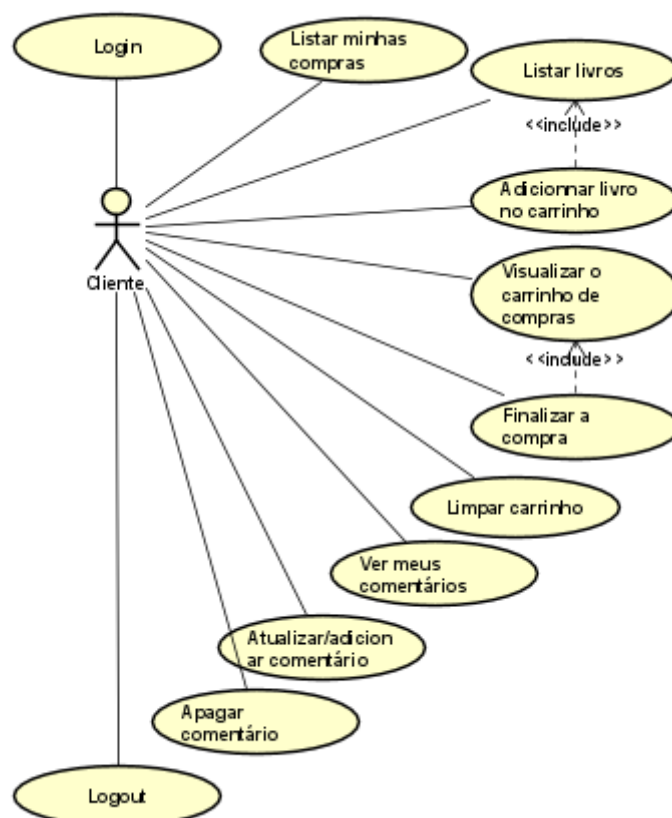 Login
Listar minhas
compras
Listar livros
<<include>>
Adicionnar livro
no carrinho
Cliente
Visualizar o
carrinho de
compras
<<include>>
Finalizar a
compra
Limpar carrinho
Ver meus
comentários
Atualizar/adicion
ar comentário
Apagar
comentário
Logout